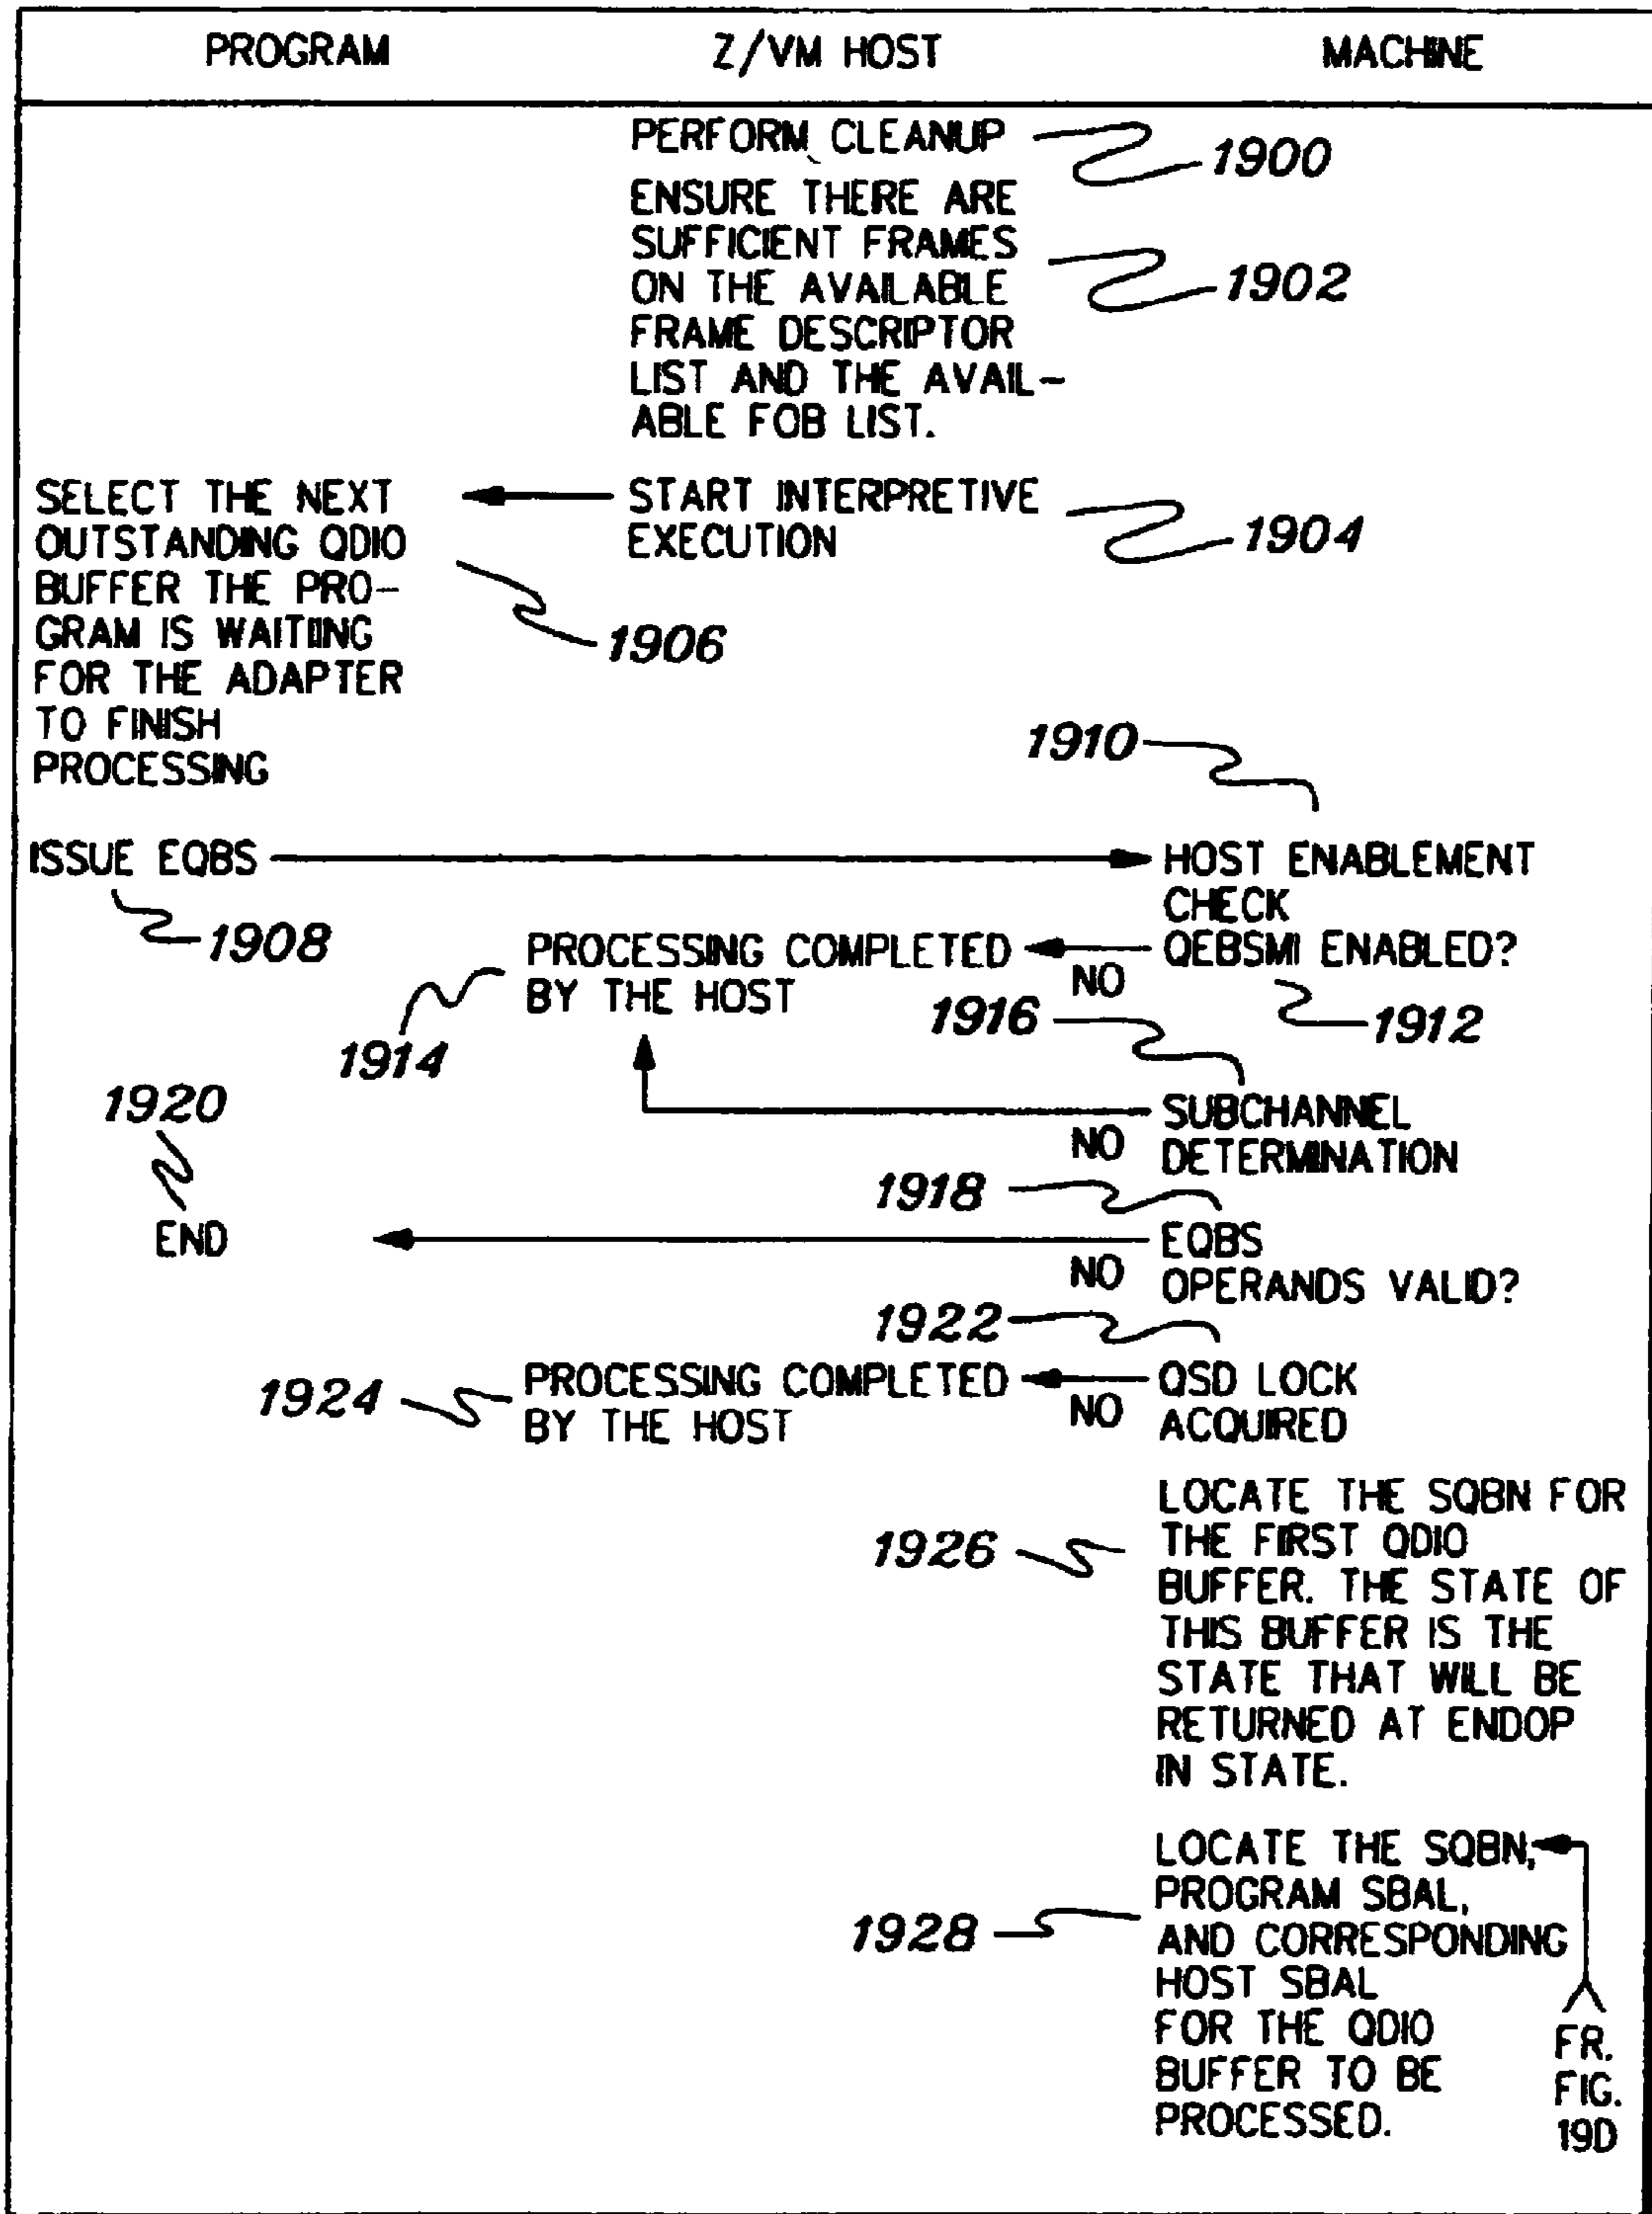 PROGRAM
Z/VM HOST
MACHINE
PERFORM CLEANUP
1900
ENSURE THERE ARE
SUFFICIENT FRAMES
ON THE AVAILABLE
FRAME DESCRIPTOR
LIST AND THE AVAIL-
ABLE FOB LIST.
1902
START INTERPRETIVE
EXECUTION
1904
SELECT THE NEXT
OUTSTANDING QDIO
BUFFER THE PRO-
GRAM IS WAITIING
FOR THE ADAPTER
TO FINISH
PROCESSING
1906
1910
ISSUE EQBS
1908
HOST ENABLEMENT
CHECK
QEBSMI ENABLED?
1912
NO
PROCESSING COMPLETED
BY THE HOST
1914
1916
SUBCHANNEL
DETERMINATION
NO
1918
EQBS
OPERANDS VALID?
NO
1920
END
1922
QSD LOCK
ACQUIRED
NO
PROCESSING COMPLETED
BY THE HOST
1924
1926
LOCATE THE SQBN FOR
THE FIRST QDIO
BUFFER. THE STATE OF
THIS BUFFER IS THE
STATE THAT WILL BE
RETURNED AT ENDOP
IN STATE.
1928
LOCATE THE SQBN,
PROGRAM SBAL,
AND CORRESPONDING
HOST SBAL
FOR THE QDIO
BUFFER TO BE
PROCESSED.
FR.
FIG.
19D